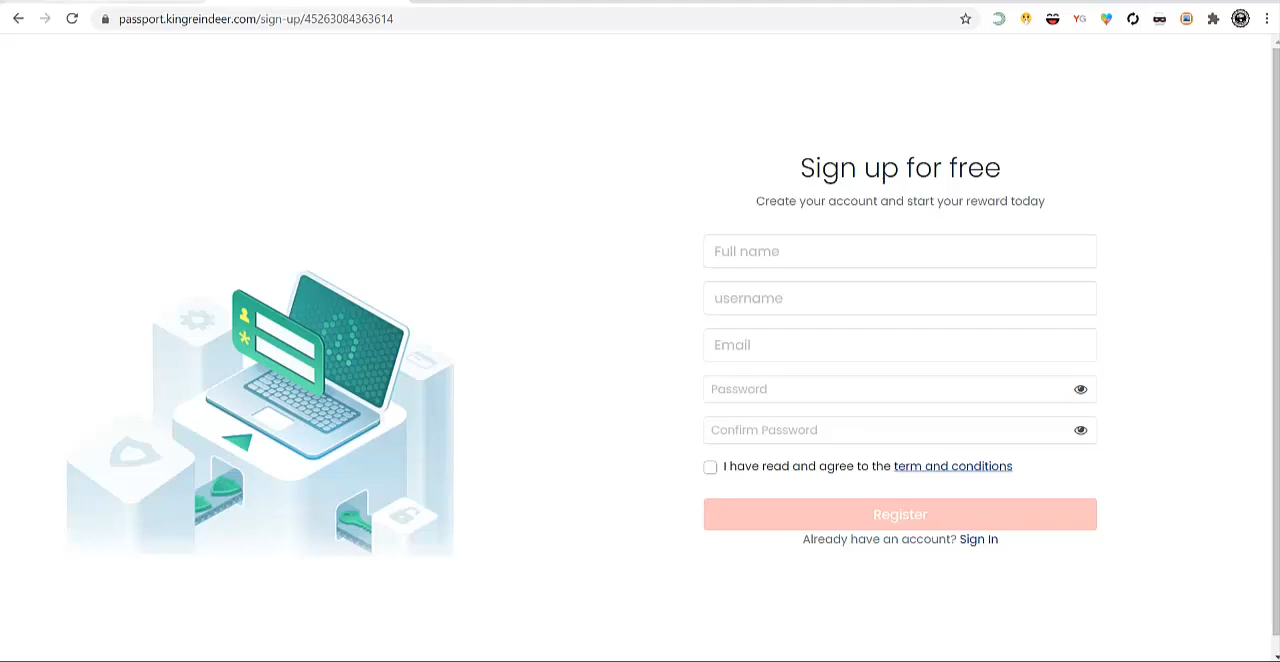 passport.kingreindeer.com/sign-up/45263084363614
YG
Sign up for free
Create your account and start your reward today
Full name
username
Email
Password
Confirm Password
I have read and agree to the term and conditions
Register
Already have an account? Sign In